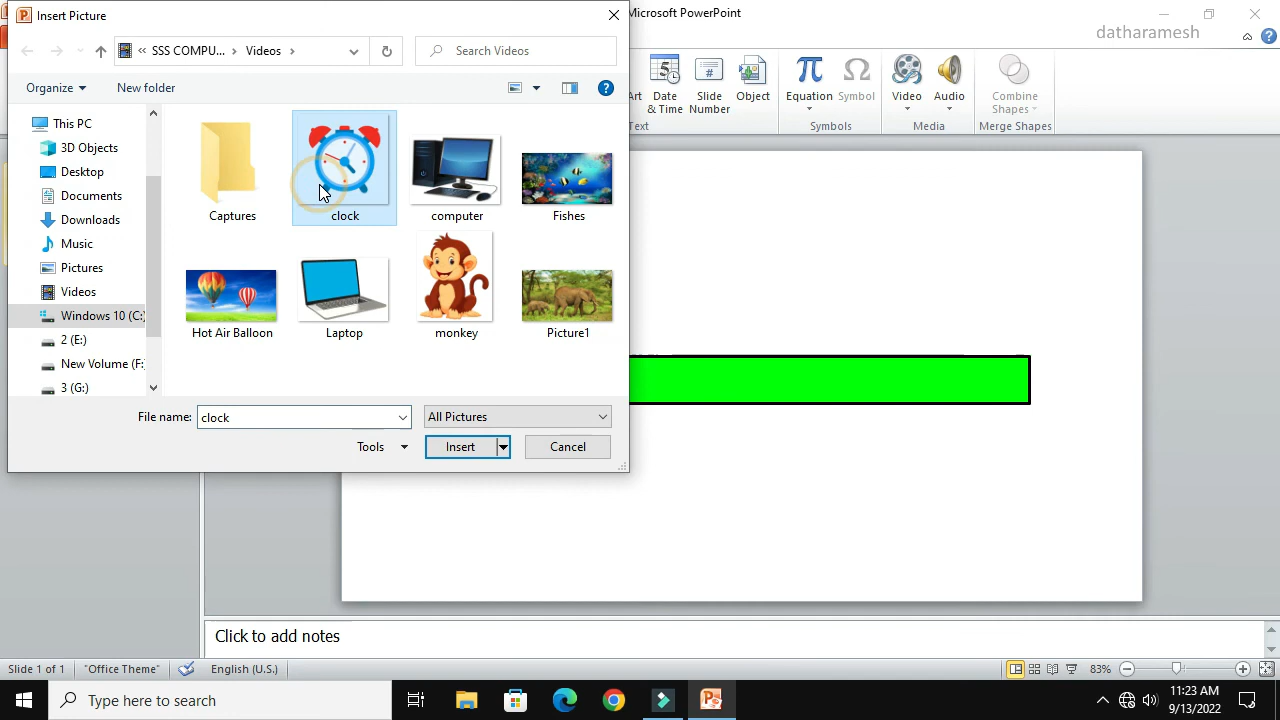 Insert Picture
Microsoft PowerPoint
datharamesh
« SSS COMPU... › Videos ›
Search Videos
Organize
New folder
Art
Date & Time
Slide Number
Object
Equation
Symbol
Video
Audio
Combine Shapes
Text
Symbols
Media
Merge Shapes
This PC
3D Objects
Desktop
Documents
Downloads
Music
Pictures
Videos
Windows 10 (C:)
2 (E:)
New Volume (F:
3 (G:)
Captures
clock
computer
Fishes
Hot Air Balloon
Laptop
monkey
Picture1
File name: clock
All Pictures
Tools
Insert
Cancel
Click to add notes
Slide 1 of 1
"Office Theme"
English (U.S.)
83%
Type here to search
11:23 AM
9/13/2022